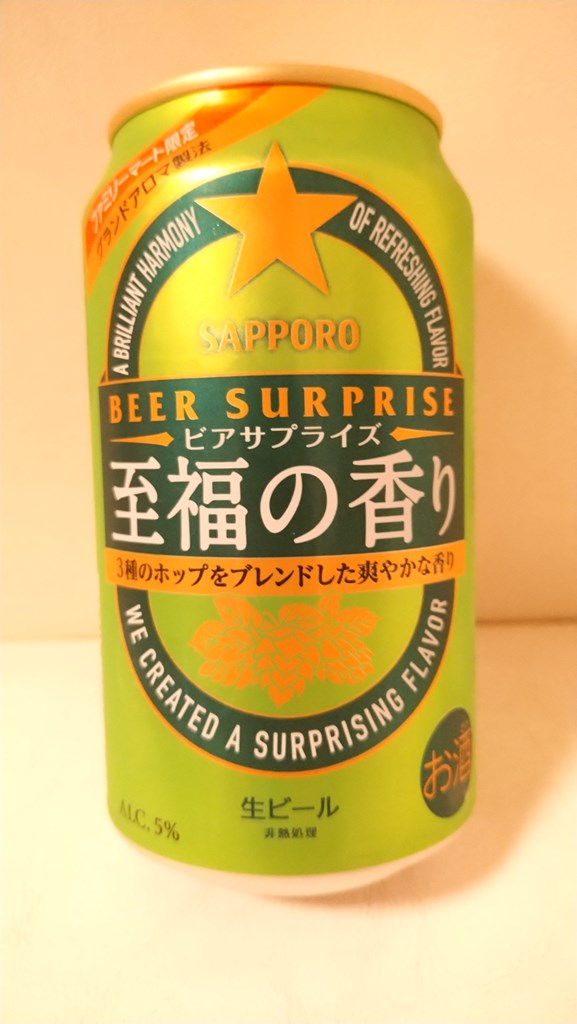 ファミリーマート限定
グランドアロマ製法
A BRILLIANT HARMONY
OF REFRESHING FLAVOR
SAPPORO
BEER SURPRISE
ビアサプライズ
至福の香り
3種のホップをブレンドした爽やかな香り
WE CREATED A SURPRISING FLAVOR
お酒
ALC. 5%
生ビール
非熱処理